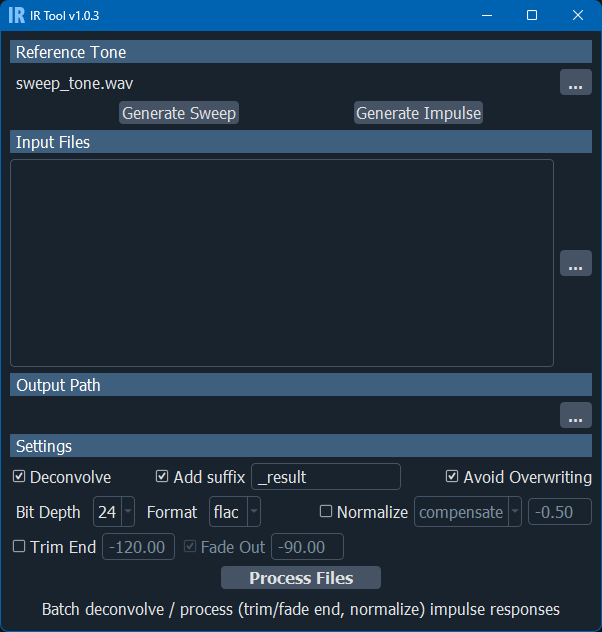 IR IR Tool v1.0.3
Reference Tone
sweep_tone.wav ...
Generate Sweep Generate Impulse
Input Files
...
Output Path
...
Settings
Deconvolve Add suffix _result Avoid Overwriting
Bit Depth 24 Format flac Normalize compensate -0.50
Trim End -120.00 Fade Out -90.00
Process Files
Batch deconvolve / process (trim/fade end, normalize) impulse responses